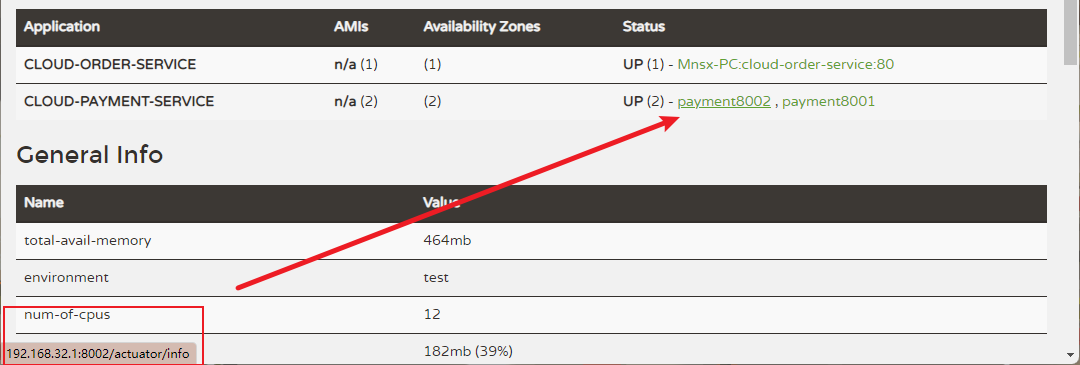 Application AMIs Availability Zones Status
CLOUD-ORDER-SERVICE n/a (1) (1) UP (1) - Mnsx-PC:cloud-order-service:80
CLOUD-PAYMENT-SERVICE n/a (2) (2) UP (2) - payment8002 , payment8001
General Info
Name Value
total-avail-memory 464mb
environment test
num-of-cpus 12
182mb (39%)
192.168.32.1:8002/actuator/info